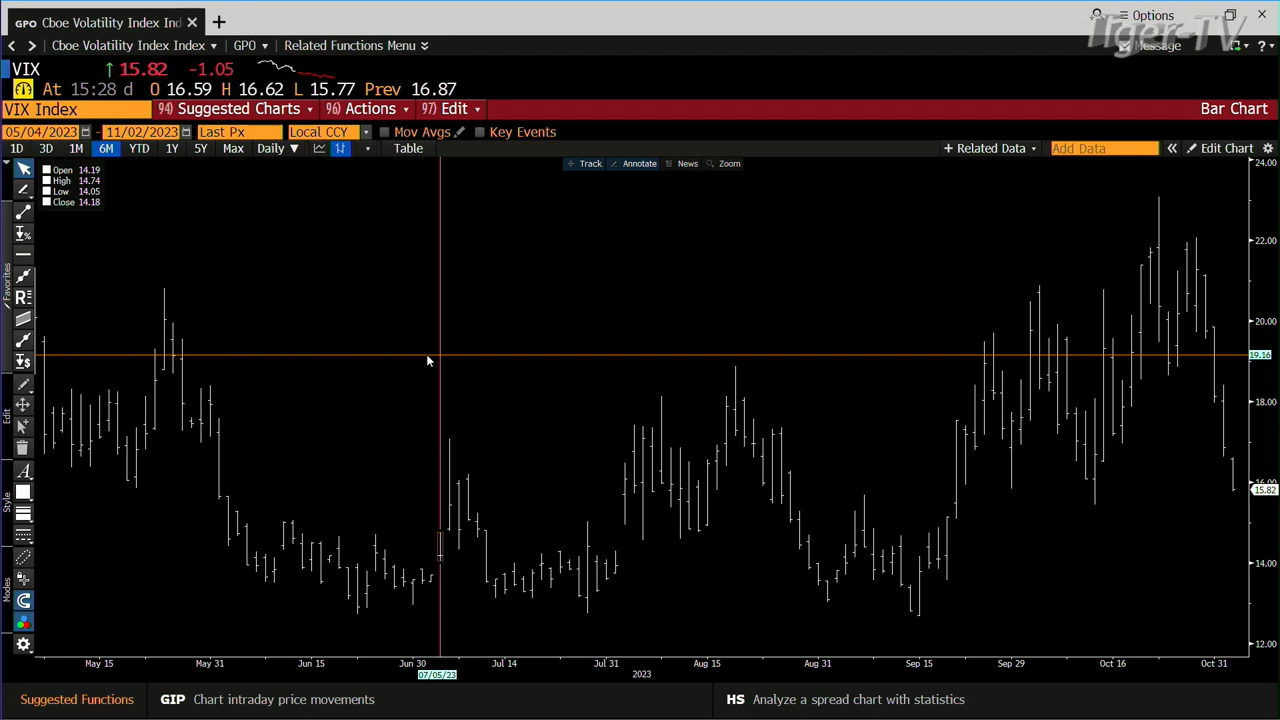 GPO Cboe Volatility Index Ind
Options
Tiger-TV
Cboe Volatility Index Index GPO Related Functions Menu
Message
VIX 15.82 -1.05
At 15:28 d O 16.59 H 16.62 L 15.77 Prev 16.87
VIX Index 94) Suggested Charts 96) Actions 97) Edit Bar Chart
05/04/2023 - 11/02/2023 Last Px Local CCY Mov Avgs Key Events
1D 3D 1M 6M YTD 1Y 5Y Max Daily Table + Related Data Add Data Edit Chart
Track Annotate News Zoom
Open 14.19
High 14.74
Low 14.05
Close 14.18
24.00
22.00
20.00
19.16
18.00
16.00
15.82
14.00
12.00
Favorites
Edit
Style
Modes
May 15 May 31 Jun 15 Jun 30 Jul 14 Jul 31 Aug 15 Aug 31 Sep 15 Sep 29 Oct 16 Oct 31
07/05/23 2023
Suggested Functions GIP Chart intraday price movements HS Analyze a spread chart with statistics